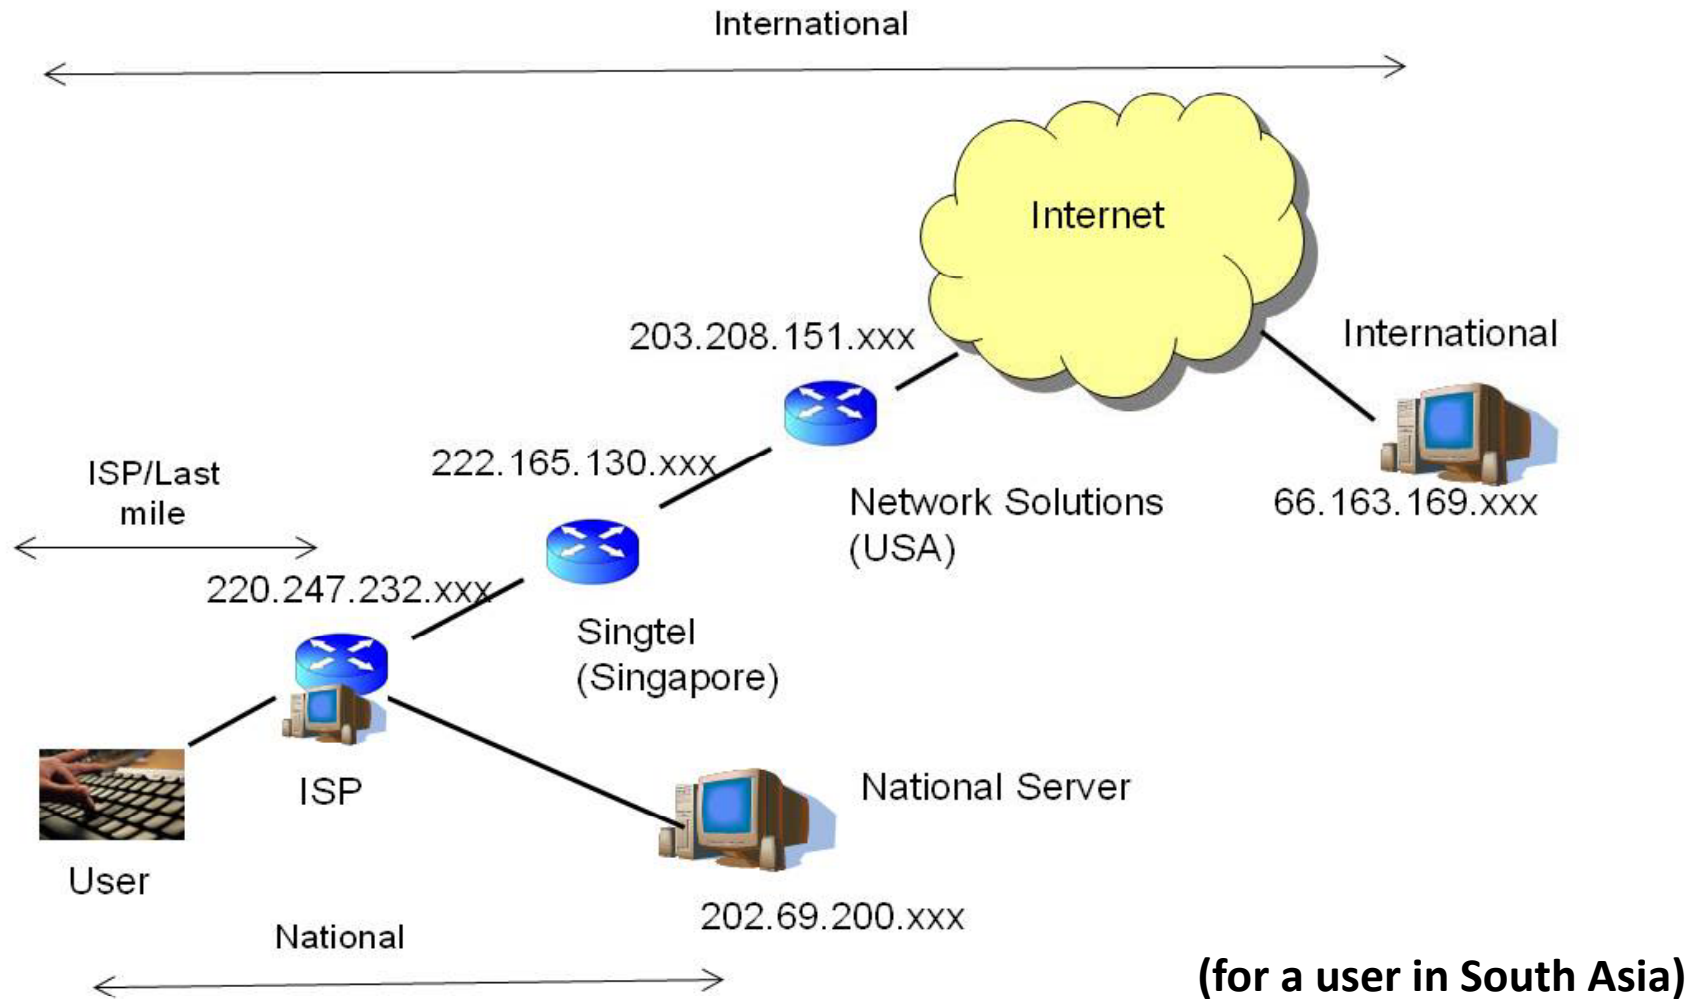 International
Internet
203.208.151.xxx
International
222.165.130.xxx
ISP/Last
mile
Network Solutions
(USA)
66.163.169.xxx
220.247.232.xxx
Singtel
(Singapore)
ISP
National Server
User
202.69.200.xxx
National
(for a user in South Asia)